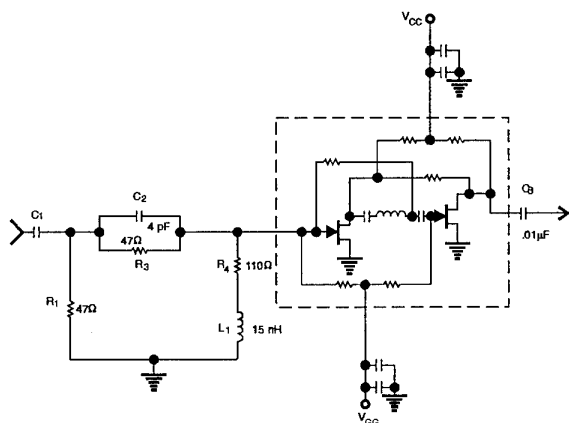 VCC
C1
C2
4 pF
47Ω
R3
R1
47Ω
R4
110Ω
L1
15 nH
C3
.01μF
VGG